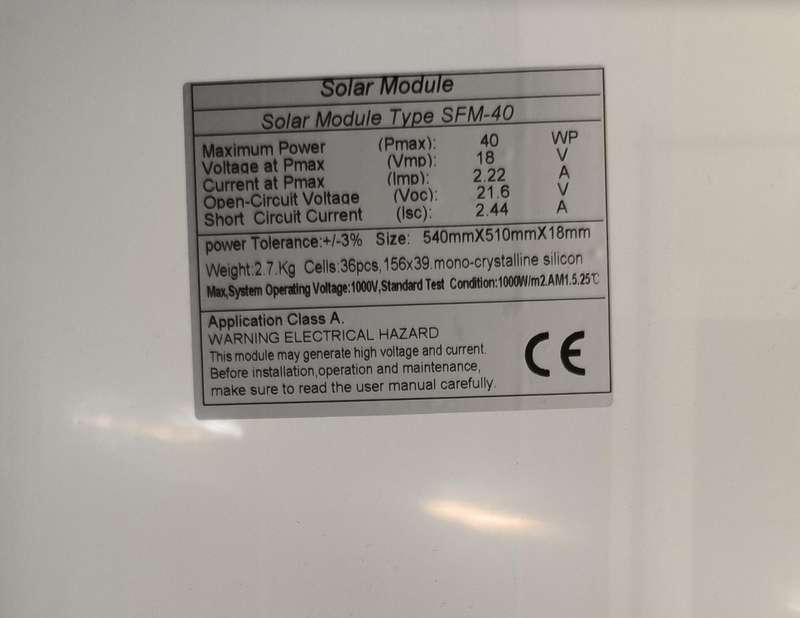 Solar Module
Solar Module Type SFM-40
Maximum Power (Pmax): 40 WP
Voltage at Pmax (Vmp): 18 V
Current at Pmax (Imp): 2.22 A
Open-Circuit Voltage (Voc): 21.6 V
Short Circuit Current (Isc): 2.44 A
power Tolerance:+/-3% Size: 540mmX510mmX18mm
Weight:2.7.Kg Cells:36pcs,156x39.mono-crystalline silicon
Max,System Operating Voltage:1000V,Standard Test Condition:1000W/m2.AM1.5.25℃
Application Class A.
WARNING ELECTRICAL HAZARD
This module may generate high voltage and current.
Before installation,operation and maintenance,
make sure to read the user manual carefully.
CE